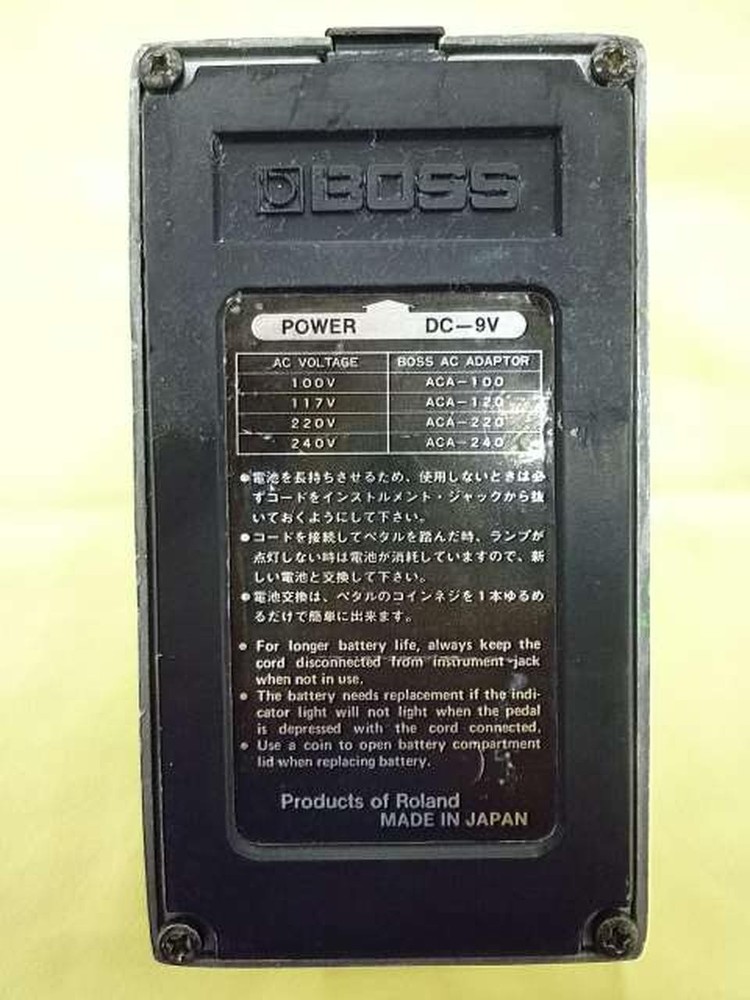 BOSS
POWER DC-9V
AC VOLTAGE BOSS AC ADAPTOR
100V ACA-100
117V ACA-120
220V ACA-220
240V ACA-240
●電池を長持ちさせるため、使用しないときは必
ずコードをインストルメント・ジャックから抜
いておくようにして下さい。
●コードを接続してペタルを踏んだ時、ランプが
点灯しない時は電池が消耗していますので、新
しい電池と交換して下さい。
●電池交換は、ペタルのコインネジを1本ゆるめ
るだけで簡単に出来ます。
● For longer battery life, always keep the
cord disconnected from instrument-jack
when not in use.
● The battery needs replacement if the indi-
cator light will not light when the pedal
is depressed with the cord connected.
● Use a coin to open battery compartment
lid when replacing battery.
Products of Roland
MADE IN JAPAN